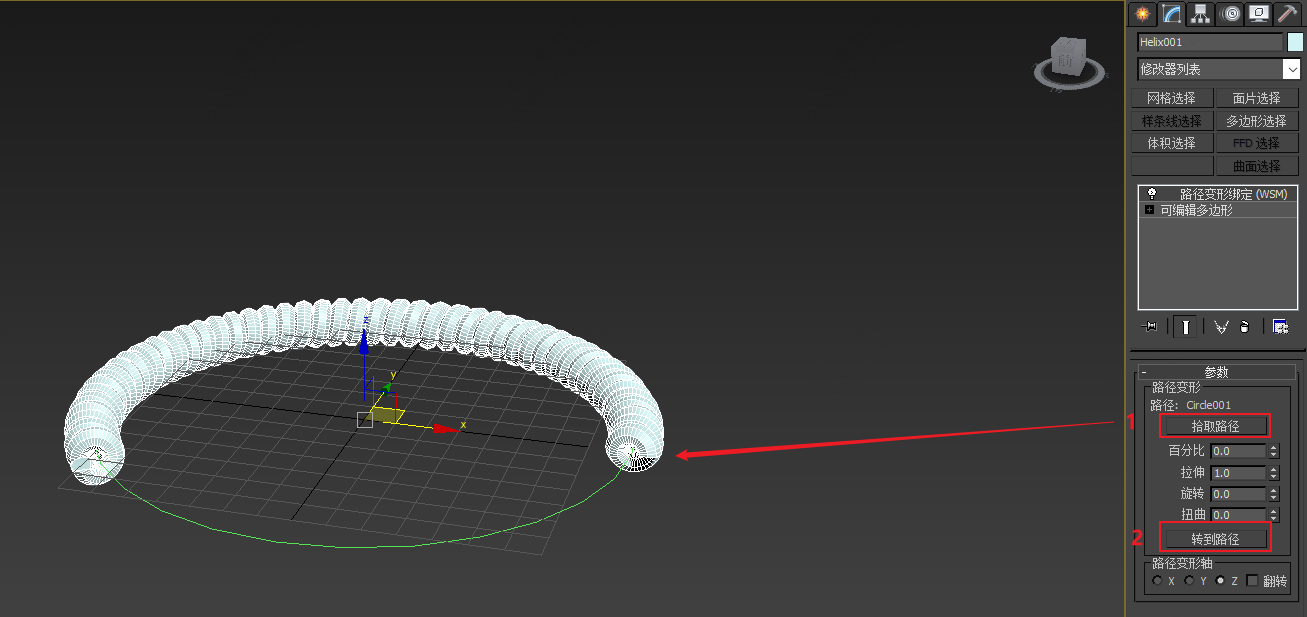 Helix001
修改器列表
网格选择 面片选择
样条线选择 多边形选择
体积选择 FFD 选择
曲面选择
路径变形绑定 (WSM)
+ 可编辑多边形
- 参数
路径变形
路径: Circle001
1 拾取路径
百分比 0.0
拉伸 1.0
旋转 0.0
扭曲 0.0
2 转到路径
路径变形轴
X Y Z 翻转
前
z
y
x